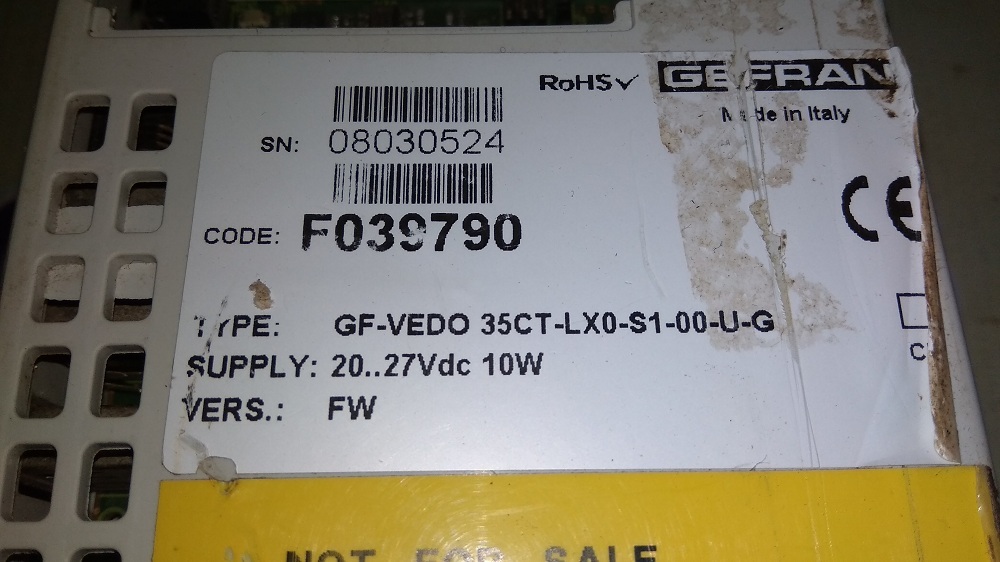 RoHS✓ GEFRAN
Made in Italy
SN: 08030524
CODE: F039790
TYPE: GF-VEDO 35CT-LX0-S1-00-U-G
SUPPLY: 20..27Vdc 10W
VERS.: FW
CE
NOT FOR SALE